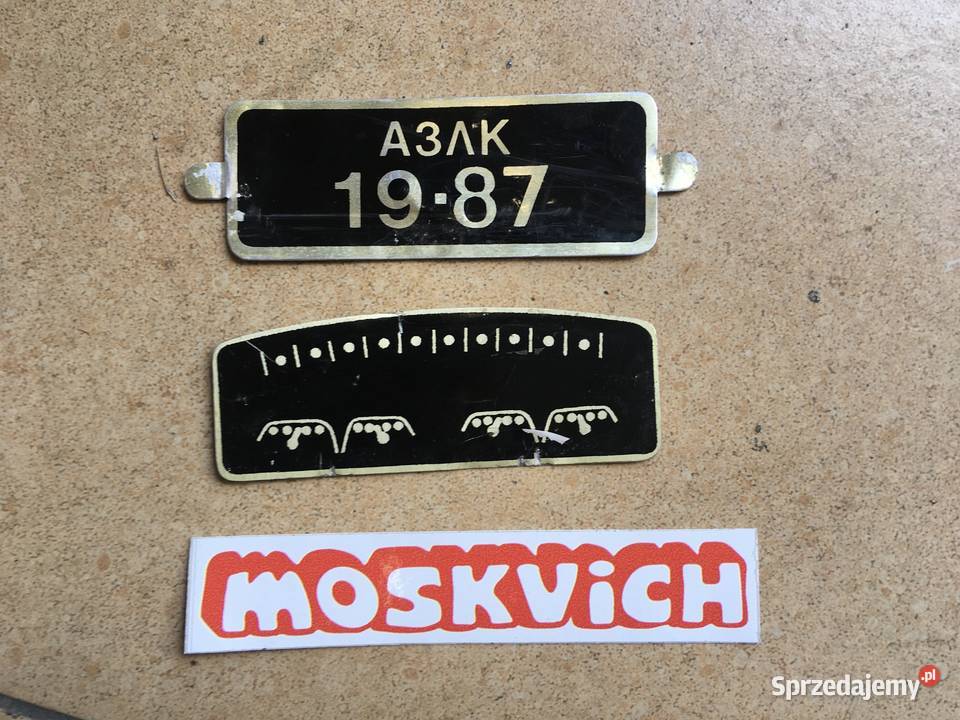 АЗЛК
19·87
MOSKViCH
Sprzedajemy.pl